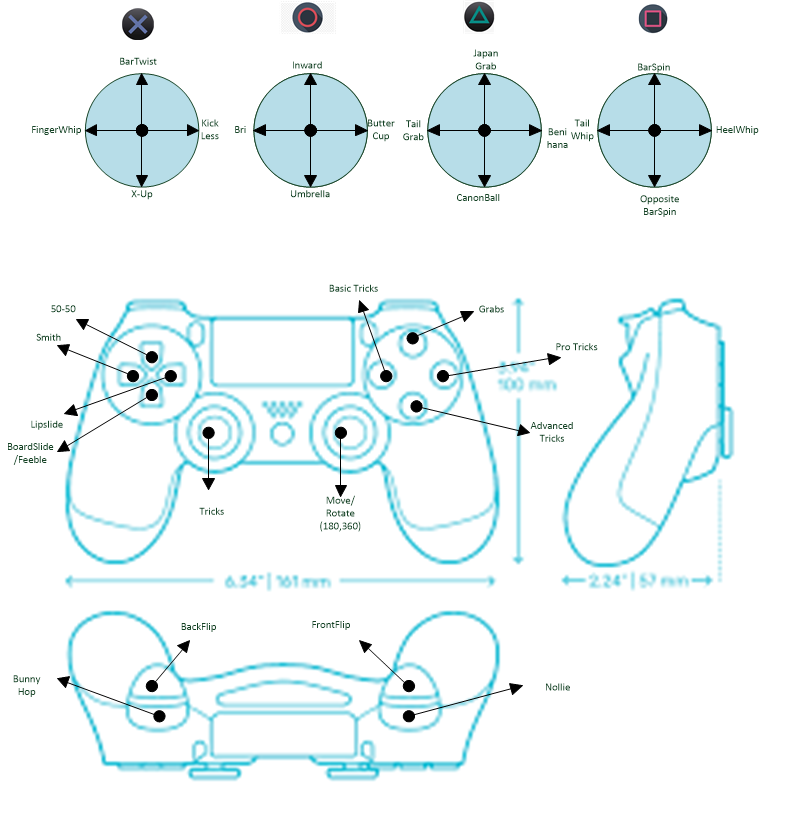 BarTwist
FingerWhip
Kick
Less
X-Up
Inward
Bri
Butter
Cup
Umbrella
Japan
Grab
Tail
Grab
Beni
hana
CanonBall
BarSpin
Tail
Whip
HeelWhip
Opposite
BarSpin
Basic Tricks
50-50
Grabs
Smith
Pro Tricks
100 mm
Lipslide
BoardSlide
/Feeble
Advanced
Tricks
Tricks
Move/
Rotate
(180,360)
6.34" | 161 mm
2.24" | 57 mm
BackFlip
FrontFlip
Bunny
Hop
Nollie